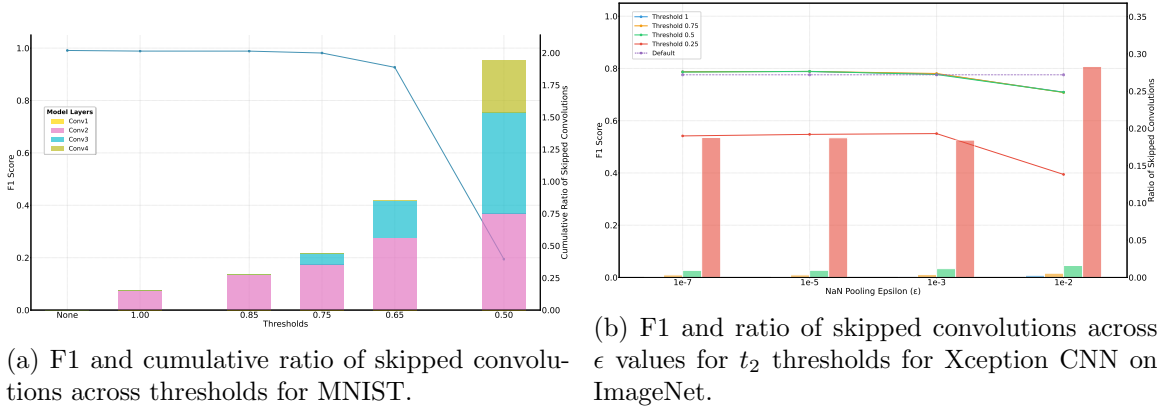 1.0
0.8
0.6
0.4
0.2
0.0
F1 Score
Model Layers
Conv1
Conv2
Conv3
Conv4
2.00
1.75
1.50
1.25
1.00
0.75
0.50
0.25
0.00
Cumulative Ratio of Skipped Convolutions
None 1.00 0.85 0.75 0.65 0.50
Thresholds
(a) F1 and cumulative ratio of skipped convolu-
tions across thresholds for MNIST.
1.0
0.8
0.6
0.4
0.2
0.0
F1 Score
Threshold 1
Threshold 0.75
Threshold 0.5
Threshold 0.25
Default
0.35
0.30
0.25
0.20
0.15
0.10
0.05
0.00
Ratio of Skipped Convolutions
1e-7 1e-5 1e-3 1e-2
NaN Pooling Epsilon (ε)
(b) F1 and ratio of skipped convolutions across
ϵ values for t₂ thresholds for Xception CNN on
ImageNet.